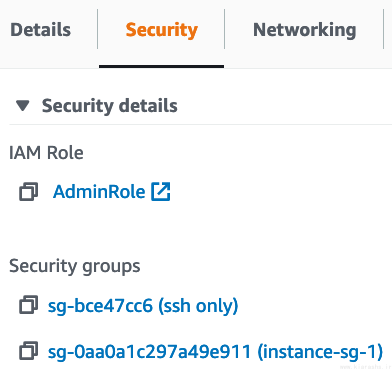 Details Security Networking
Security details
IAM Role
AdminRole
Security groups
sg-bce47cc6 (ssh only)
sg-0aa0a1c297a49e911 (instance-sg-1)